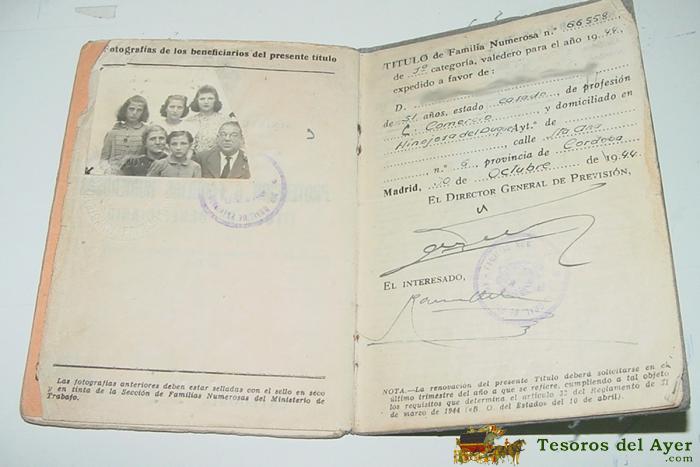 Fotografías de los beneficiarios del presente título
Las fotografías anteriores deben estar selladas con el sello en seco
y en tinta de la Sección de Familias Numerosas del Ministerio de
Trabajo.
TITULO de Familia Numerosa n.º 66558
de 1ª categoría, valedero para el año 1944,
expedido a favor de:
D.
de 51 años, estado casado, de profesión
Comercio, y domiciliado en
Hinojosa del Duque Ayt.º de
calle Sta Ana
n.º 6 provincia de Cordoba
Madrid, 10 de Octubre de 1944
EL DIRECTOR GENERAL DE PREVISIÓN,
EL INTERESADO,
NOTA.—La renovación del presente Título deberá solicitarse en el
último trimestre del año a que se refiere, cumpliendo a tal objeto
los requisitos que determina el artículo 32 del Reglamento de 31
de marzo de 1944 («B. O. del Estado» del 10 de abril).
Tesoros del Ayer
.com